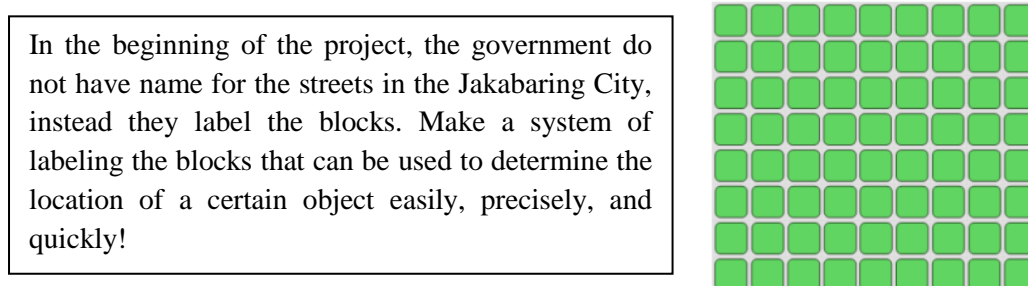 In the beginning of the project, the government do
not have name for the streets in the Jakabaring City,
instead they label the blocks. Make a system of
labeling the blocks that can be used to determine the
location of a certain object easily, precisely, and
quickly!